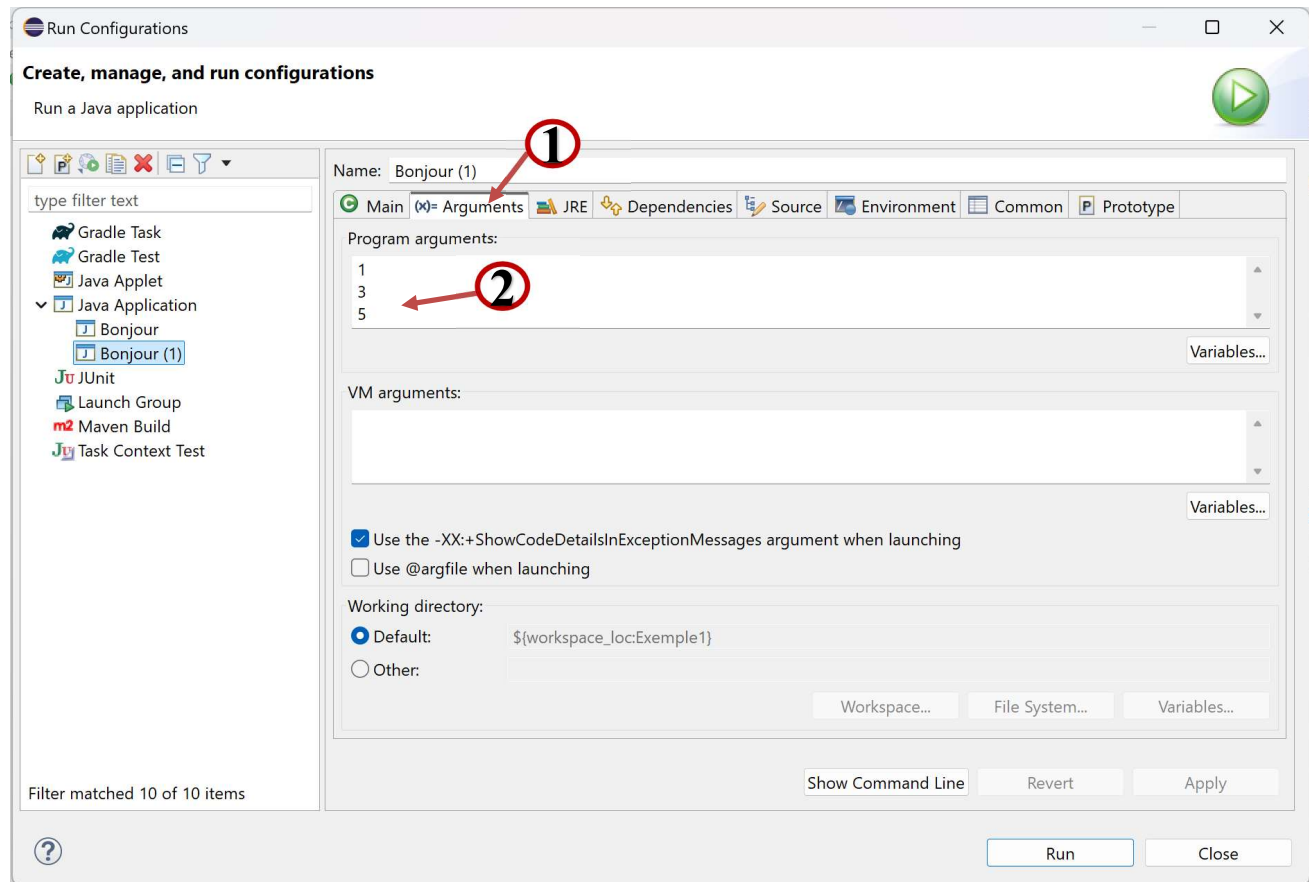 Run Configurations
Create, manage, and run configurations
Run a Java application
1
Name: Bonjour (1)
type filter text
Main (x)= Arguments JRE Dependencies Source Environment Common P Prototype
Gradle Task
Gradle Test
Java Applet
Java Application
Bonjour
Bonjour (1)
Ju JUnit
Launch Group
m2 Maven Build
Ju Task Context Test
Filter matched 10 of 10 items
Program arguments:
1
3
5
2
Variables...
VM arguments:
Variables...
Use the -XX:+ShowCodeDetailsInExceptionMessages argument when launching
Use @argfile when launching
Working directory:
Default: ${workspace_loc:Exemple1}
Other:
Workspace... File System... Variables...
Show Command Line Revert Apply
Run Close